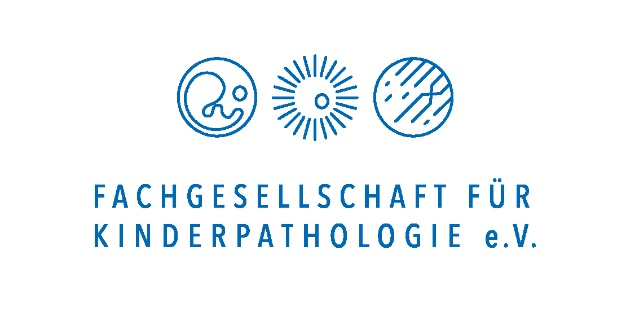 FACHGESELLSCHAFT FÜR
KINDERPATHOLOGIE e.V.